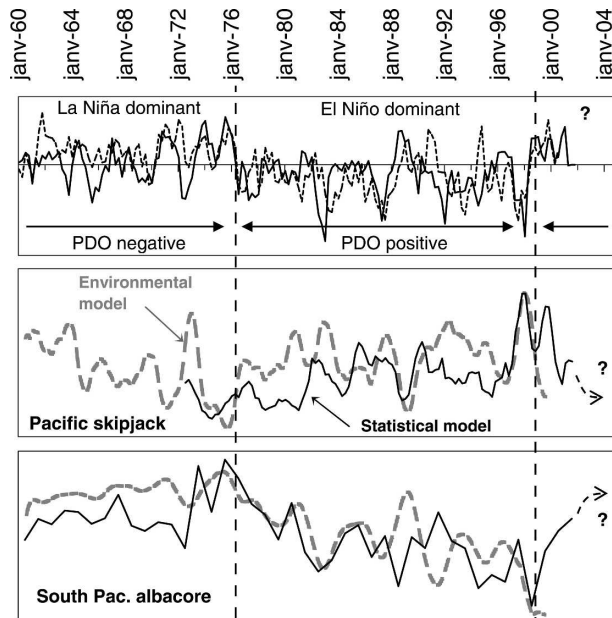 janv-60
janv-64
janv-68
janv-72
janv-76
janv-80
janv-84
janv-88
janv-92
janv-96
janv-00
janv-04
La Niña dominant
El Niño dominant
?
PDO negative
PDO positive
Environmental
model
?
Pacific skipjack
Statistical model
?
South Pac. albacore